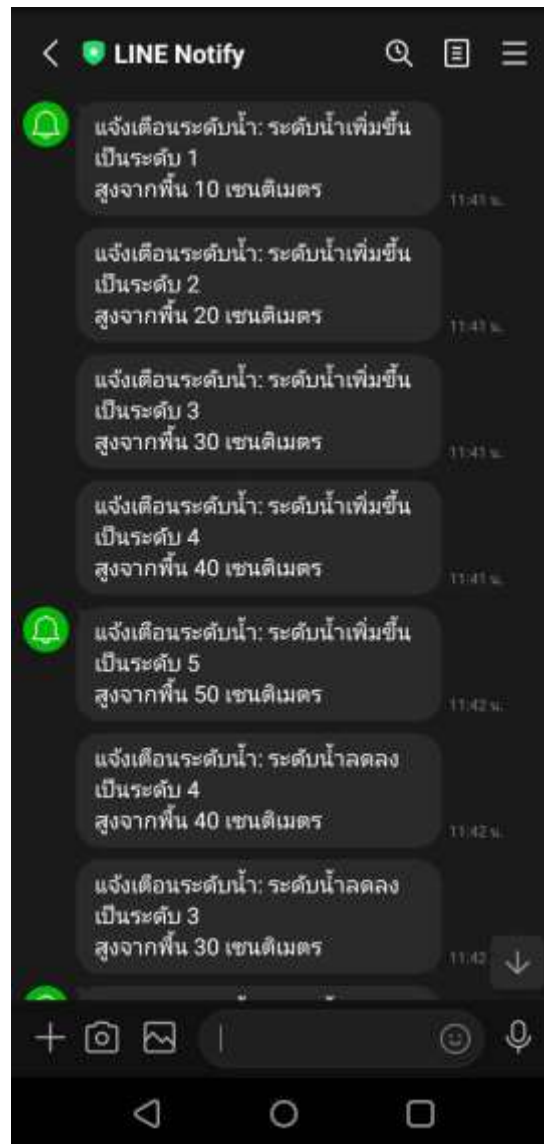 LINE Notify
แจ้งเตือนระดับน้ำ: ระดับน้ำเพิ่มขึ้น
เป็นระดับ 1
สูงจากพื้น 10 เซนติเมตร
11:41 น.
แจ้งเตือนระดับน้ำ: ระดับน้ำเพิ่มขึ้น
เป็นระดับ 2
สูงจากพื้น 20 เซนติเมตร
11:41 น.
แจ้งเตือนระดับน้ำ: ระดับน้ำเพิ่มขึ้น
เป็นระดับ 3
สูงจากพื้น 30 เซนติเมตร
11:41 น.
แจ้งเตือนระดับน้ำ: ระดับน้ำเพิ่มขึ้น
เป็นระดับ 4
สูงจากพื้น 40 เซนติเมตร
11:41 น.
แจ้งเตือนระดับน้ำ: ระดับน้ำเพิ่มขึ้น
เป็นระดับ 5
สูงจากพื้น 50 เซนติเมตร
11:42 น.
แจ้งเตือนระดับน้ำ: ระดับน้ำลดลง
เป็นระดับ 4
สูงจากพื้น 40 เซนติเมตร
11:42 น.
แจ้งเตือนระดับน้ำ: ระดับน้ำลดลง
เป็นระดับ 3
สูงจากพื้น 30 เซนติเมตร
11:42